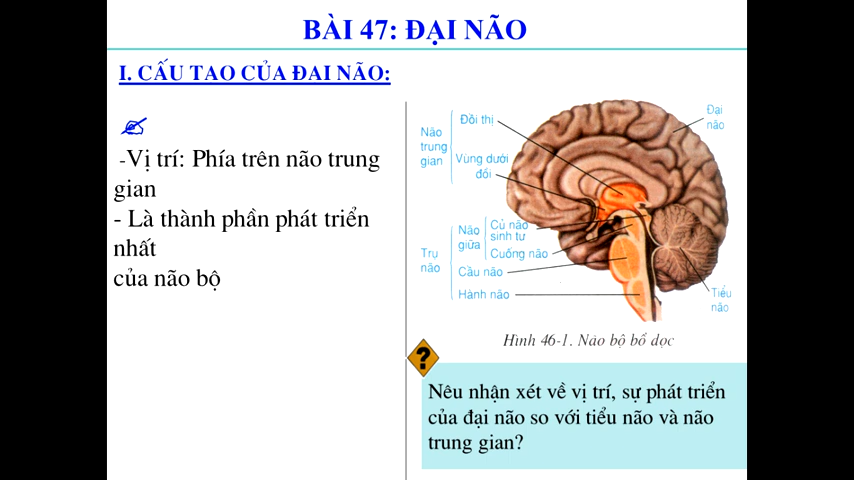 BÀI 47: ĐẠI NÃO
I. CẤU TAO CỦA ĐAI NÃO:
-Vị trí: Phía trên não trung
gian
- Là thành phần phát triển
nhất
của não bộ
Não
trung
gian
Đồi thị
Vùng dưới
đồi
Đại
não
Trụ
não
Não
giữa
Củ não
sinh tư
Cuống não
Cầu não
Hành não
Tiểu
não
Hình 46-1. Não bộ bổ dọc
?
Nêu nhận xét về vị trí, sự phát triển
của đại não so với tiểu não và não
trung gian?